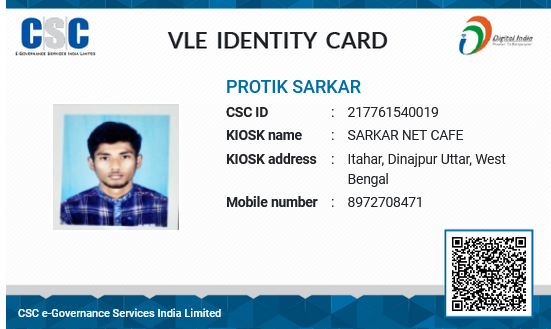 CSC
E-GOVERNANCE SERVICES INDIA LIMITED
VLE IDENTITY CARD
Digital India
Power To Empower
PROTIK SARKAR
CSC ID : 217761540019
KIOSK name : SARKAR NET CAFE
KIOSK address : Itahar, Dinajpur Uttar, West
Bengal
Mobile number : 8972708471
CSC e-Governance Services India Limited